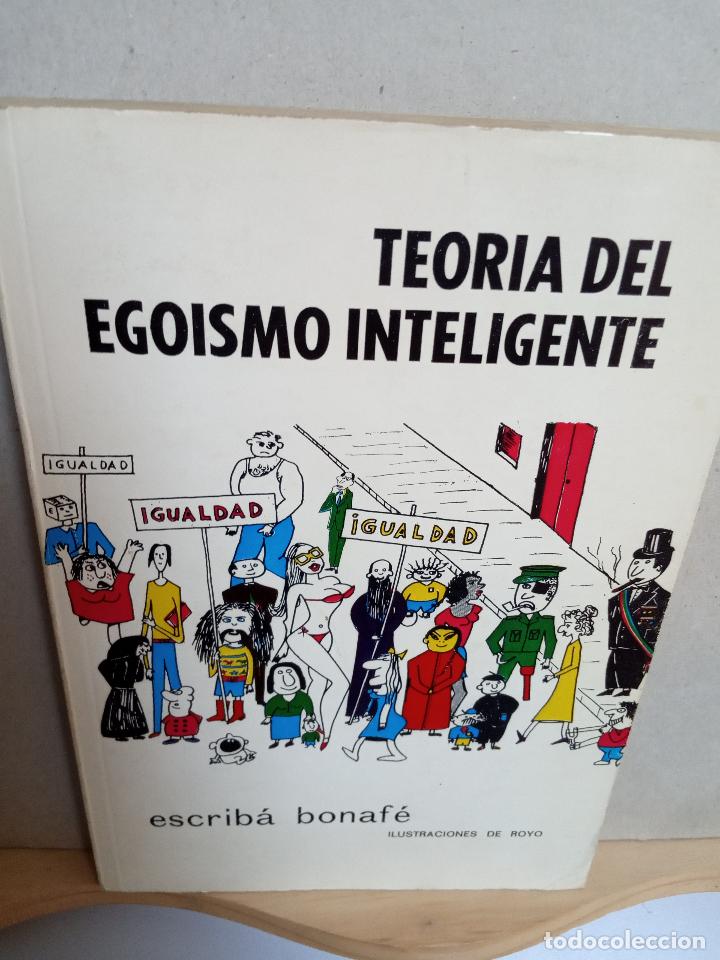 TEORIA DEL
EGOISMO INTELIGENTE
IGUALDAD
IGUALDAD
iGUALDAD
escribá bonafé
ILUSTRACIONES DE ROYO
todocoleccion